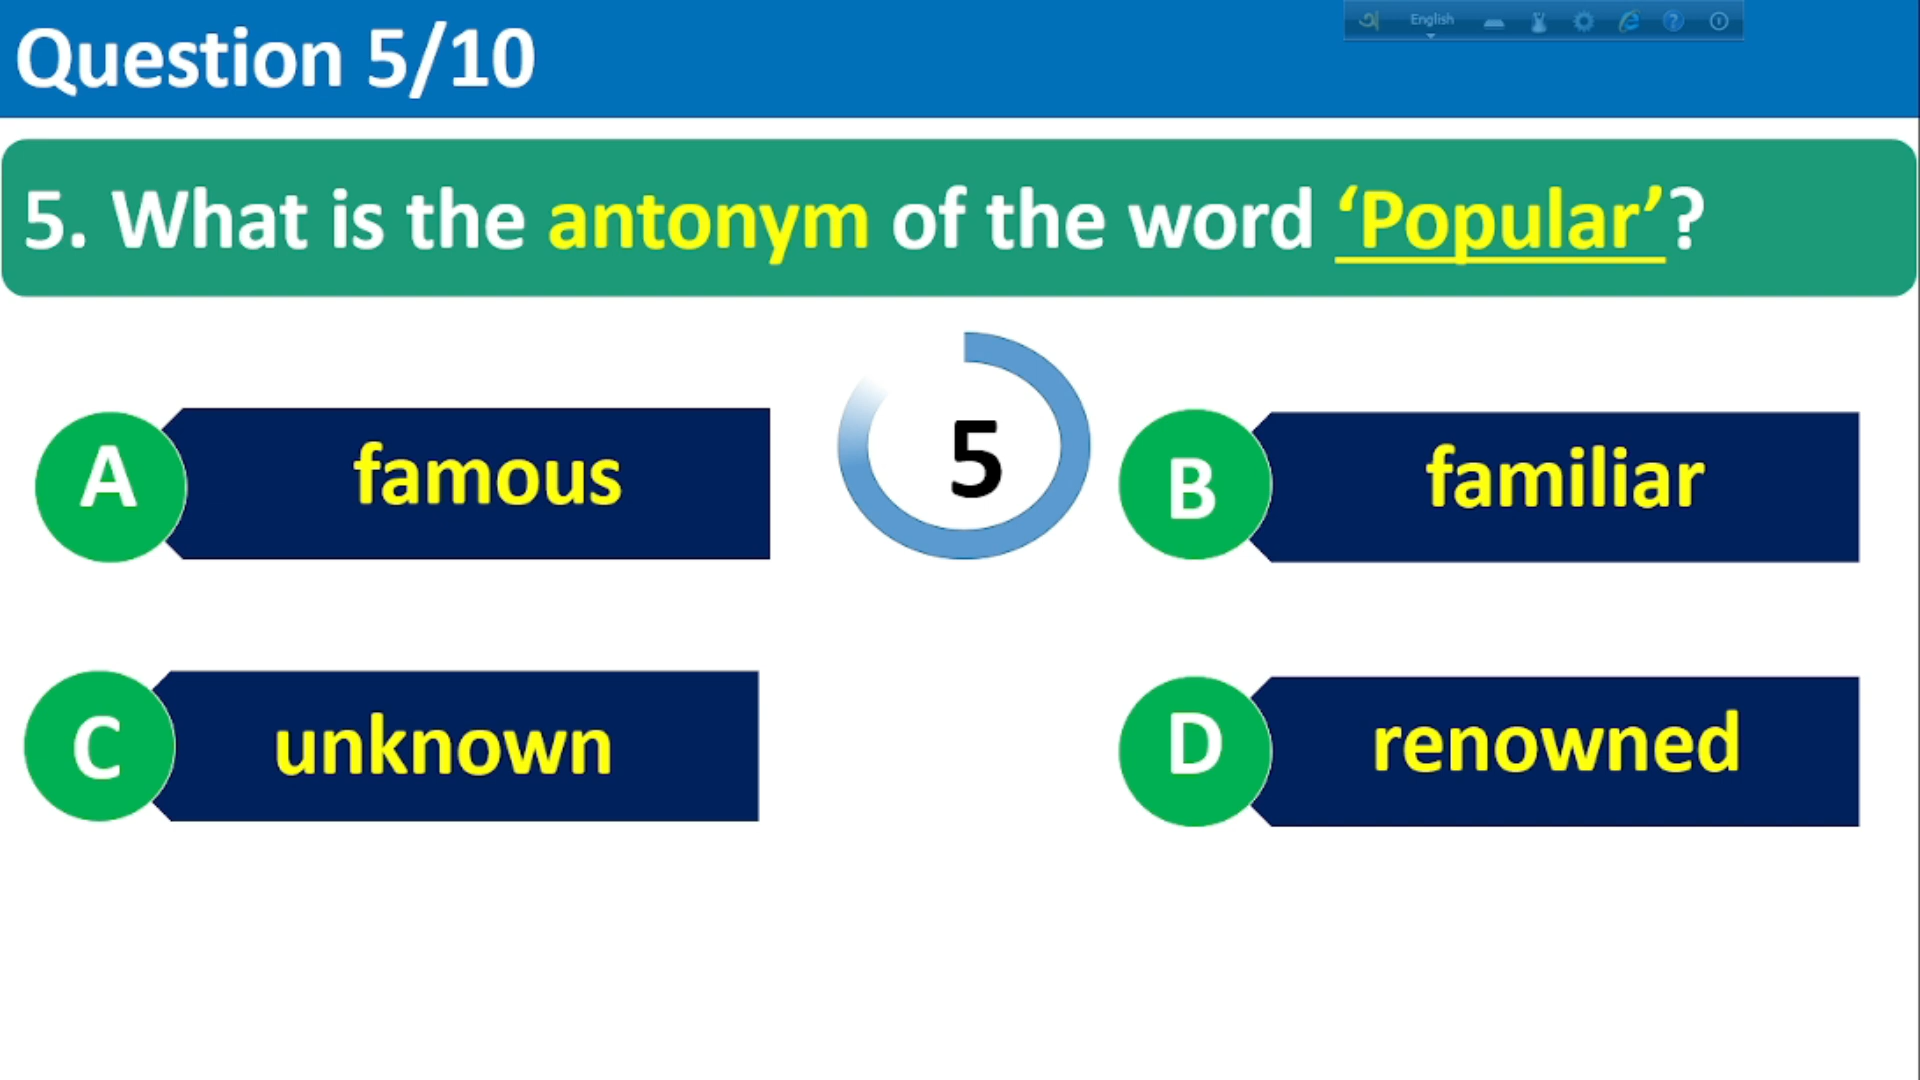 Question 5/10
English
5. What is the antonym of the word ‘Popular’?
A famous
5
B familiar
C unknown
D renowned